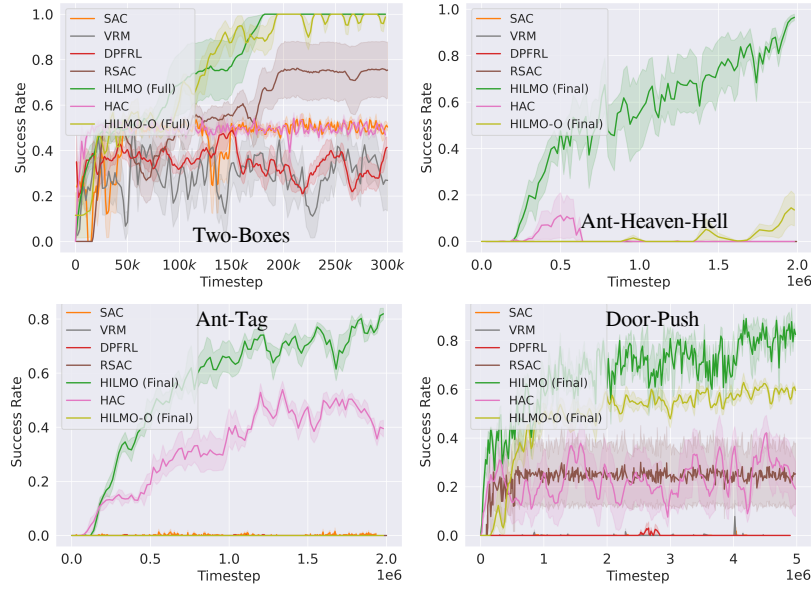 SAC
VRM
DPFRL
RSAC
HILMO (Full)
HAC
HILMO-O (Full)
Success Rate
1.0
0.8
0.6
0.4
0.2
0.0
Two-Boxes
0 50k 100k 150k 200k 250k 300k
Timestep
SAC
VRM
DPFRL
RSAC
HILMO (Final)
HAC
HILMO-O (Final)
Success Rate
1.0
0.8
0.6
0.4
0.2
0.0
Ant-Heaven-Hell
0.0 0.5 1.0 1.5 2.0
Timestep
1e6
SAC
VRM
DPFRL
RSAC
HILMO (Final)
HAC
HILMO-O (Final)
Ant-Tag
Success Rate
0.8
0.6
0.4
0.2
0.0
0.0 0.5 1.0 1.5 2.0
Timestep
1e6
SAC
VRM
DPFRL
RSAC
HILMO (Final)
HAC
HILMO-O (Final)
Door-Push
Success Rate
0.8
0.6
0.4
0.2
0.0
0 1 2 3 4 5
Timestep
1e6